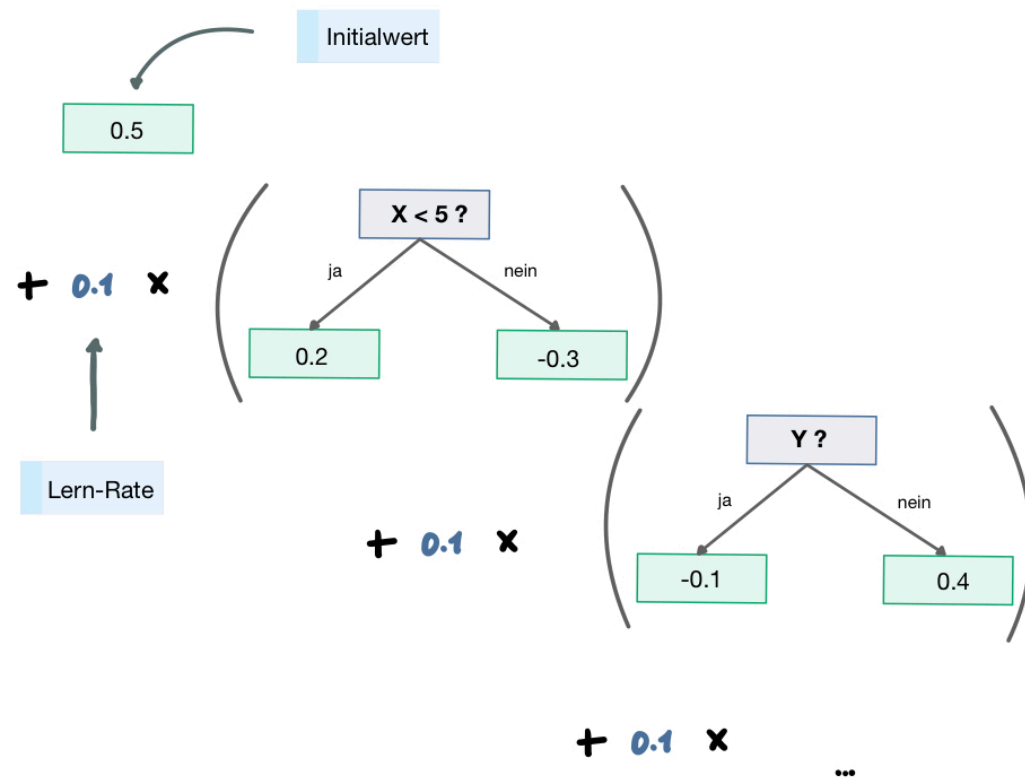 Initialwert
0.5
X < 5 ?
ja
nein
+ 0.1 x
0.2
-0.3
Y ?
Lern-Rate
ja
nein
+ 0.1 x
-0.1
0.4
+ 0.1 x
...